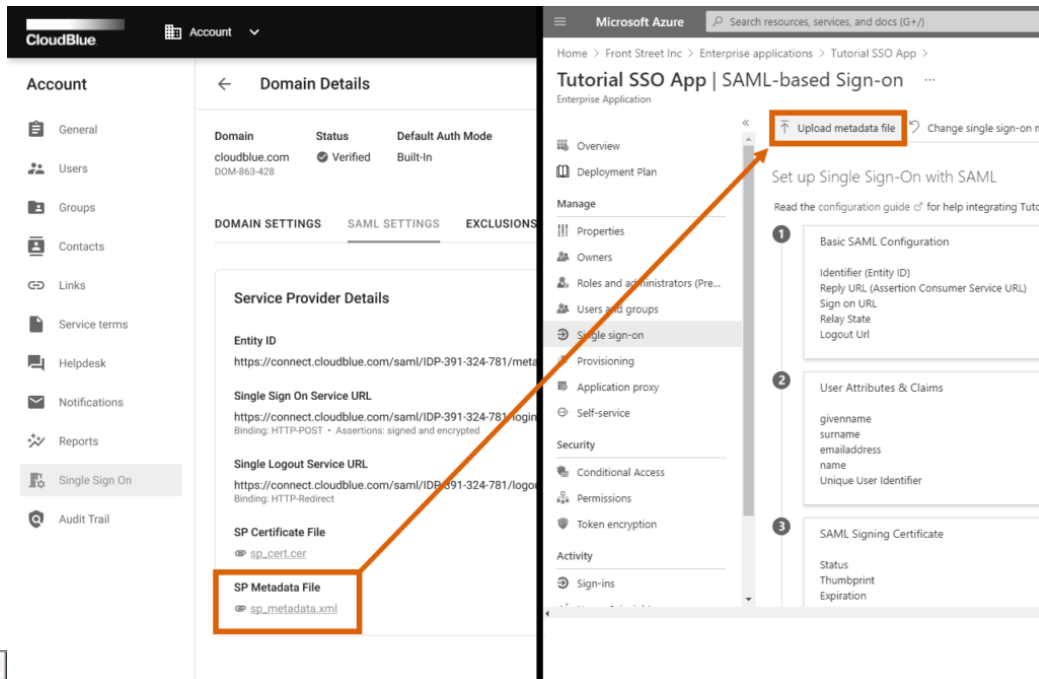 CloudBlue
Account
Account
General
Users
Groups
Contacts
Links
Service terms
Helpdesk
Notifications
Reports
Single Sign On
Audit Trail
Domain Details
Domain Status Default Auth Mode
cloudblue.com Verified Built-In
DOM-863-428
DOMAIN SETTINGS SAML SETTINGS EXCLUSIONS
Service Provider Details
Entity ID
https://connect.cloudblue.com/saml/IDP-391-324-781/meta
Single Sign On Service URL
https://connect.cloudblue.com/saml/IDP-391-324-781/login
Binding: HTTP-POST • Assertions: signed and encrypted
Single Logout Service URL
https://connect.cloudblue.com/saml/IDP-391-324-781/logou
Binding: HTTP-Redirect
SP Certificate File
sp_cert.cer
SP Metadata File
sp_metadata.xml
Microsoft Azure
Search resources, services, and docs (G+/)
Home > Front Street Inc > Enterprise applications > Tutorial SSO App >
Tutorial SSO App | SAML-based Sign-on ...
Enterprise Application
«
Overview
Deployment Plan
Manage
Properties
Owners
Roles and administrators (Pre...
Users and groups
Single sign-on
Provisioning
Application proxy
Self-service
Security
Conditional Access
Permissions
Token encryption
Activity
Sign-ins
Upload metadata file Change single sign-on m
Set up Single Sign-On with SAML
Read the configuration guide for help integrating Tuto
1
Basic SAML Configuration
Identifier (Entity ID)
Reply URL (Assertion Consumer Service URL)
Sign on URL
Relay State
Logout Url
2
User Attributes & Claims
givenname
surname
emailaddress
name
Unique User Identifier
3
SAML Signing Certificate
Status
Thumbprint
Expiration